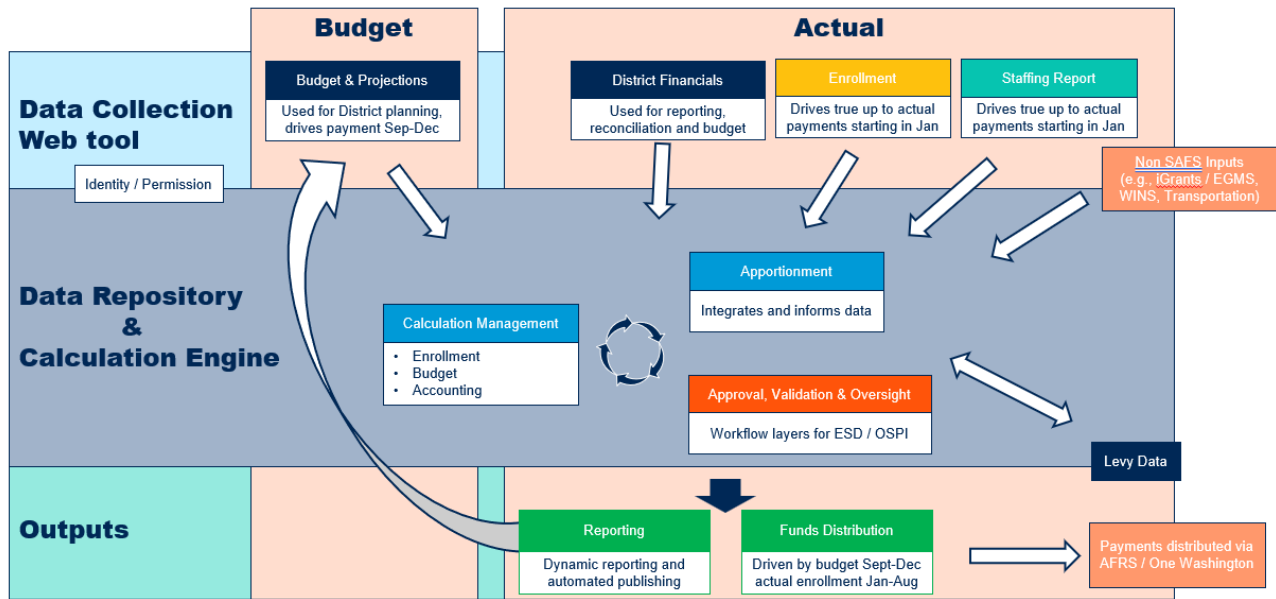 Budget
Actual
Data Collection
Web tool
Identity / Permission
Budget & Projections
Used for District planning,
drives payment Sep-Dec
District Financials
Used for reporting,
reconciliation and budget
Enrollment
Drives true up to actual
payments starting in Jan
Staffing Report
Drives true up to actual
payments starting in Jan
Non SAFS Inputs
(e.g., iGrants / EGMS,
WINS, Transportation)
Data Repository
&
Calculation Engine
Calculation Management
• Enrollment
• Budget
• Accounting
Apportionment
Integrates and informs data
Approval, Validation & Oversight
Workflow layers for ESD / OSPI
Levy Data
Outputs
Reporting
Dynamic reporting and
automated publishing
Funds Distribution
Driven by budget Sept-Dec
actual enrollment Jan-Aug
Payments distributed via
AFRS / One Washington